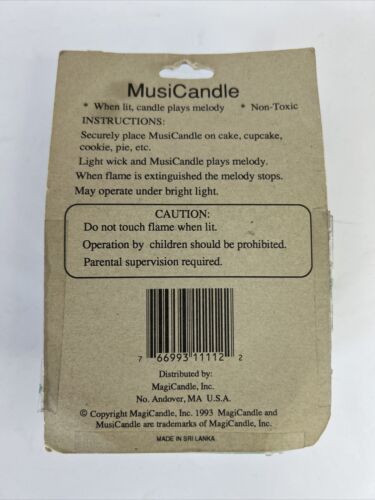 MusiCandle
* When lit, candle plays melody * Non-Toxic
INSTRUCTIONS:
Securely place MusiCandle on cake, cupcake,
cookie, pie, etc.
Light wick and MusiCandle plays melody.
When flame is extinguished the melody stops.
May operate under bright light.
CAUTION:
Do not touch flame when lit.
Operation by children should be prohibited.
Parental supervision required.
7 66993 11112 2
Distributed by:
MagiCandle, Inc.
No. Andover, MA U.S.A.
© Copyright MagiCandle, Inc. 1993 MagiCandle and
MusiCandle are trademarks of MagiCandle, Inc.
MADE IN SRI LANKA